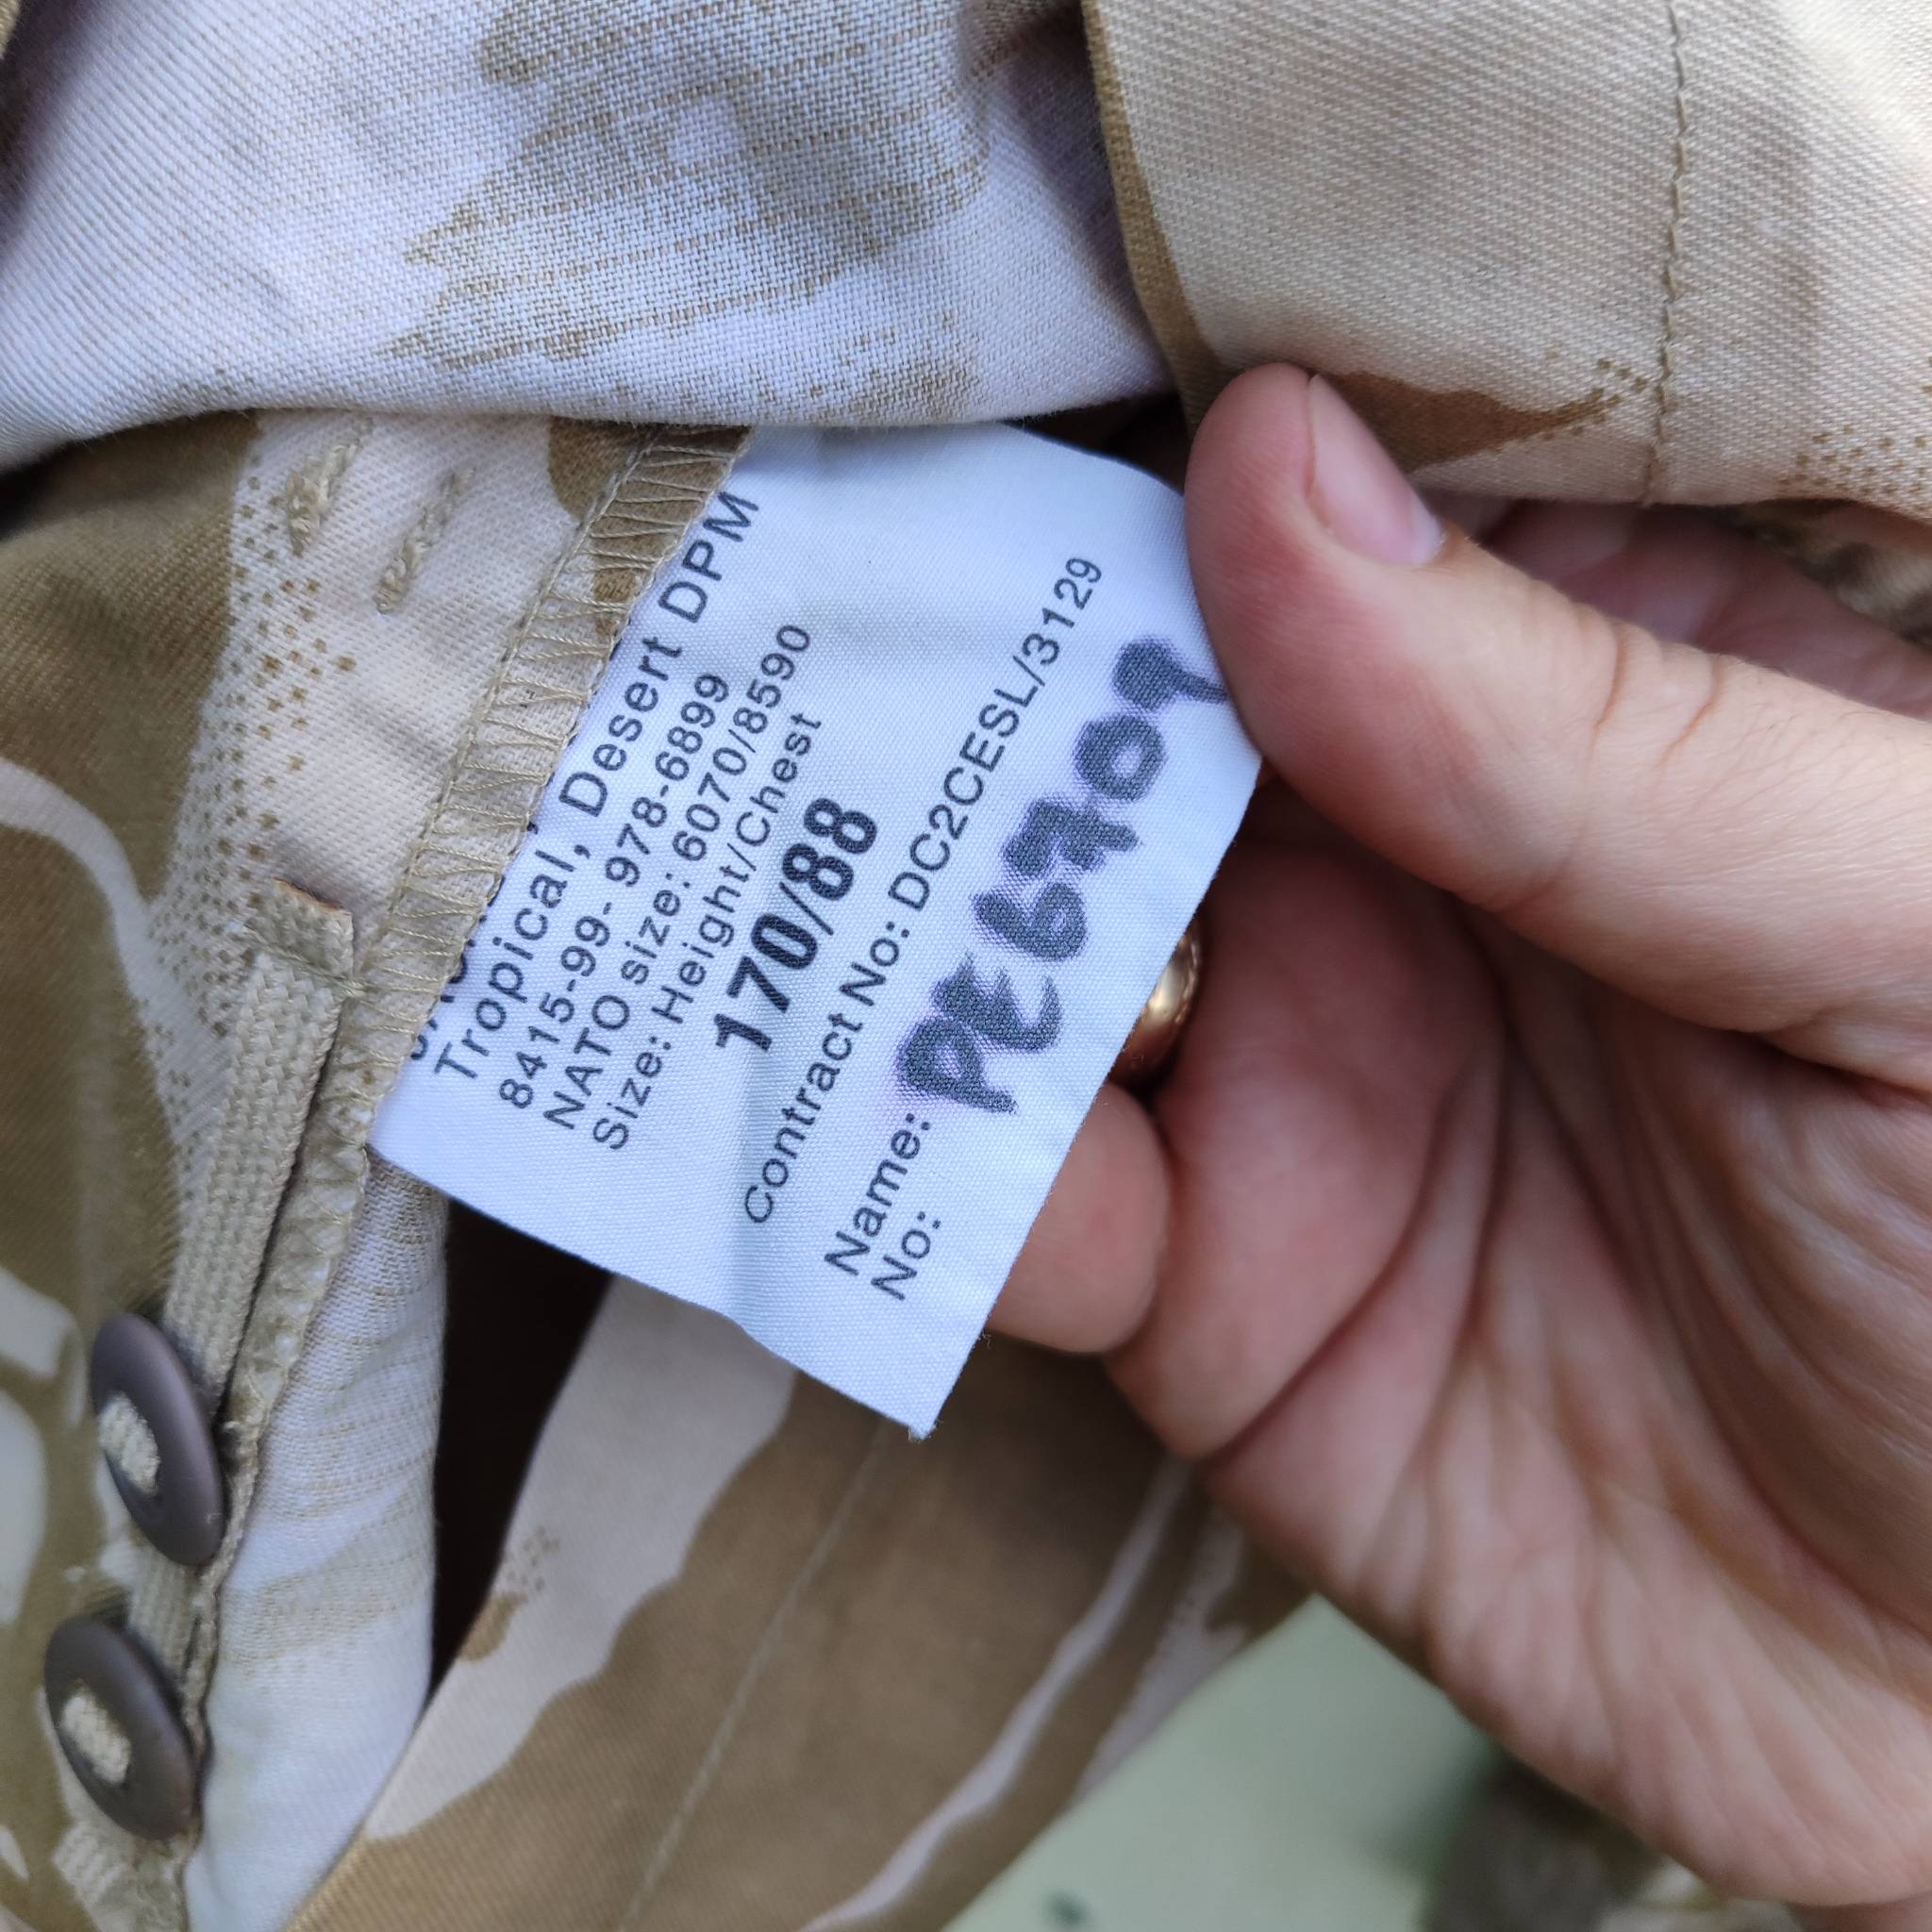 Tropical, Desert DPM
8415-99- 978-6899
NATO size: 6070/8590
Size: Height/Chest
170/88
Contract No: DC2CESL/3129
Name: PE6709
No: